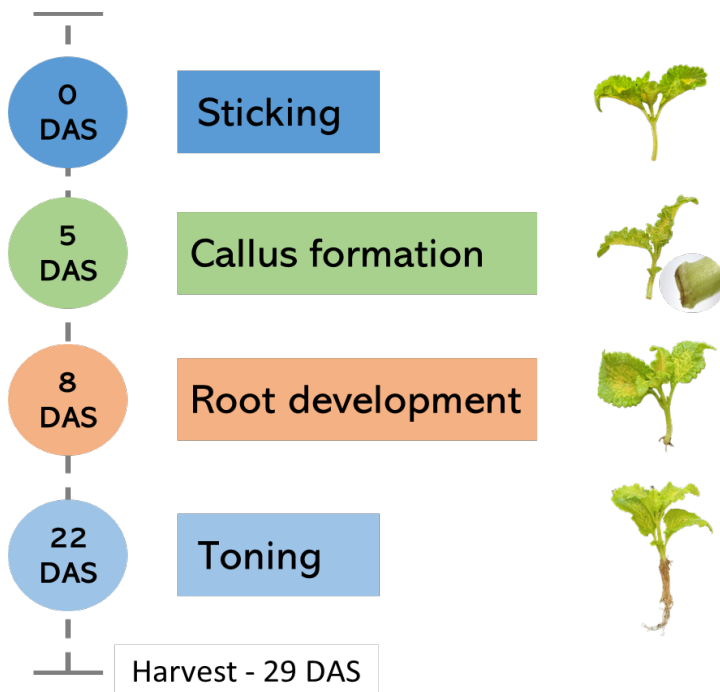 0
DAS
Sticking
5
DAS
Callus formation
8
DAS
Root development
22
DAS
Toning
Harvest - 29 DAS